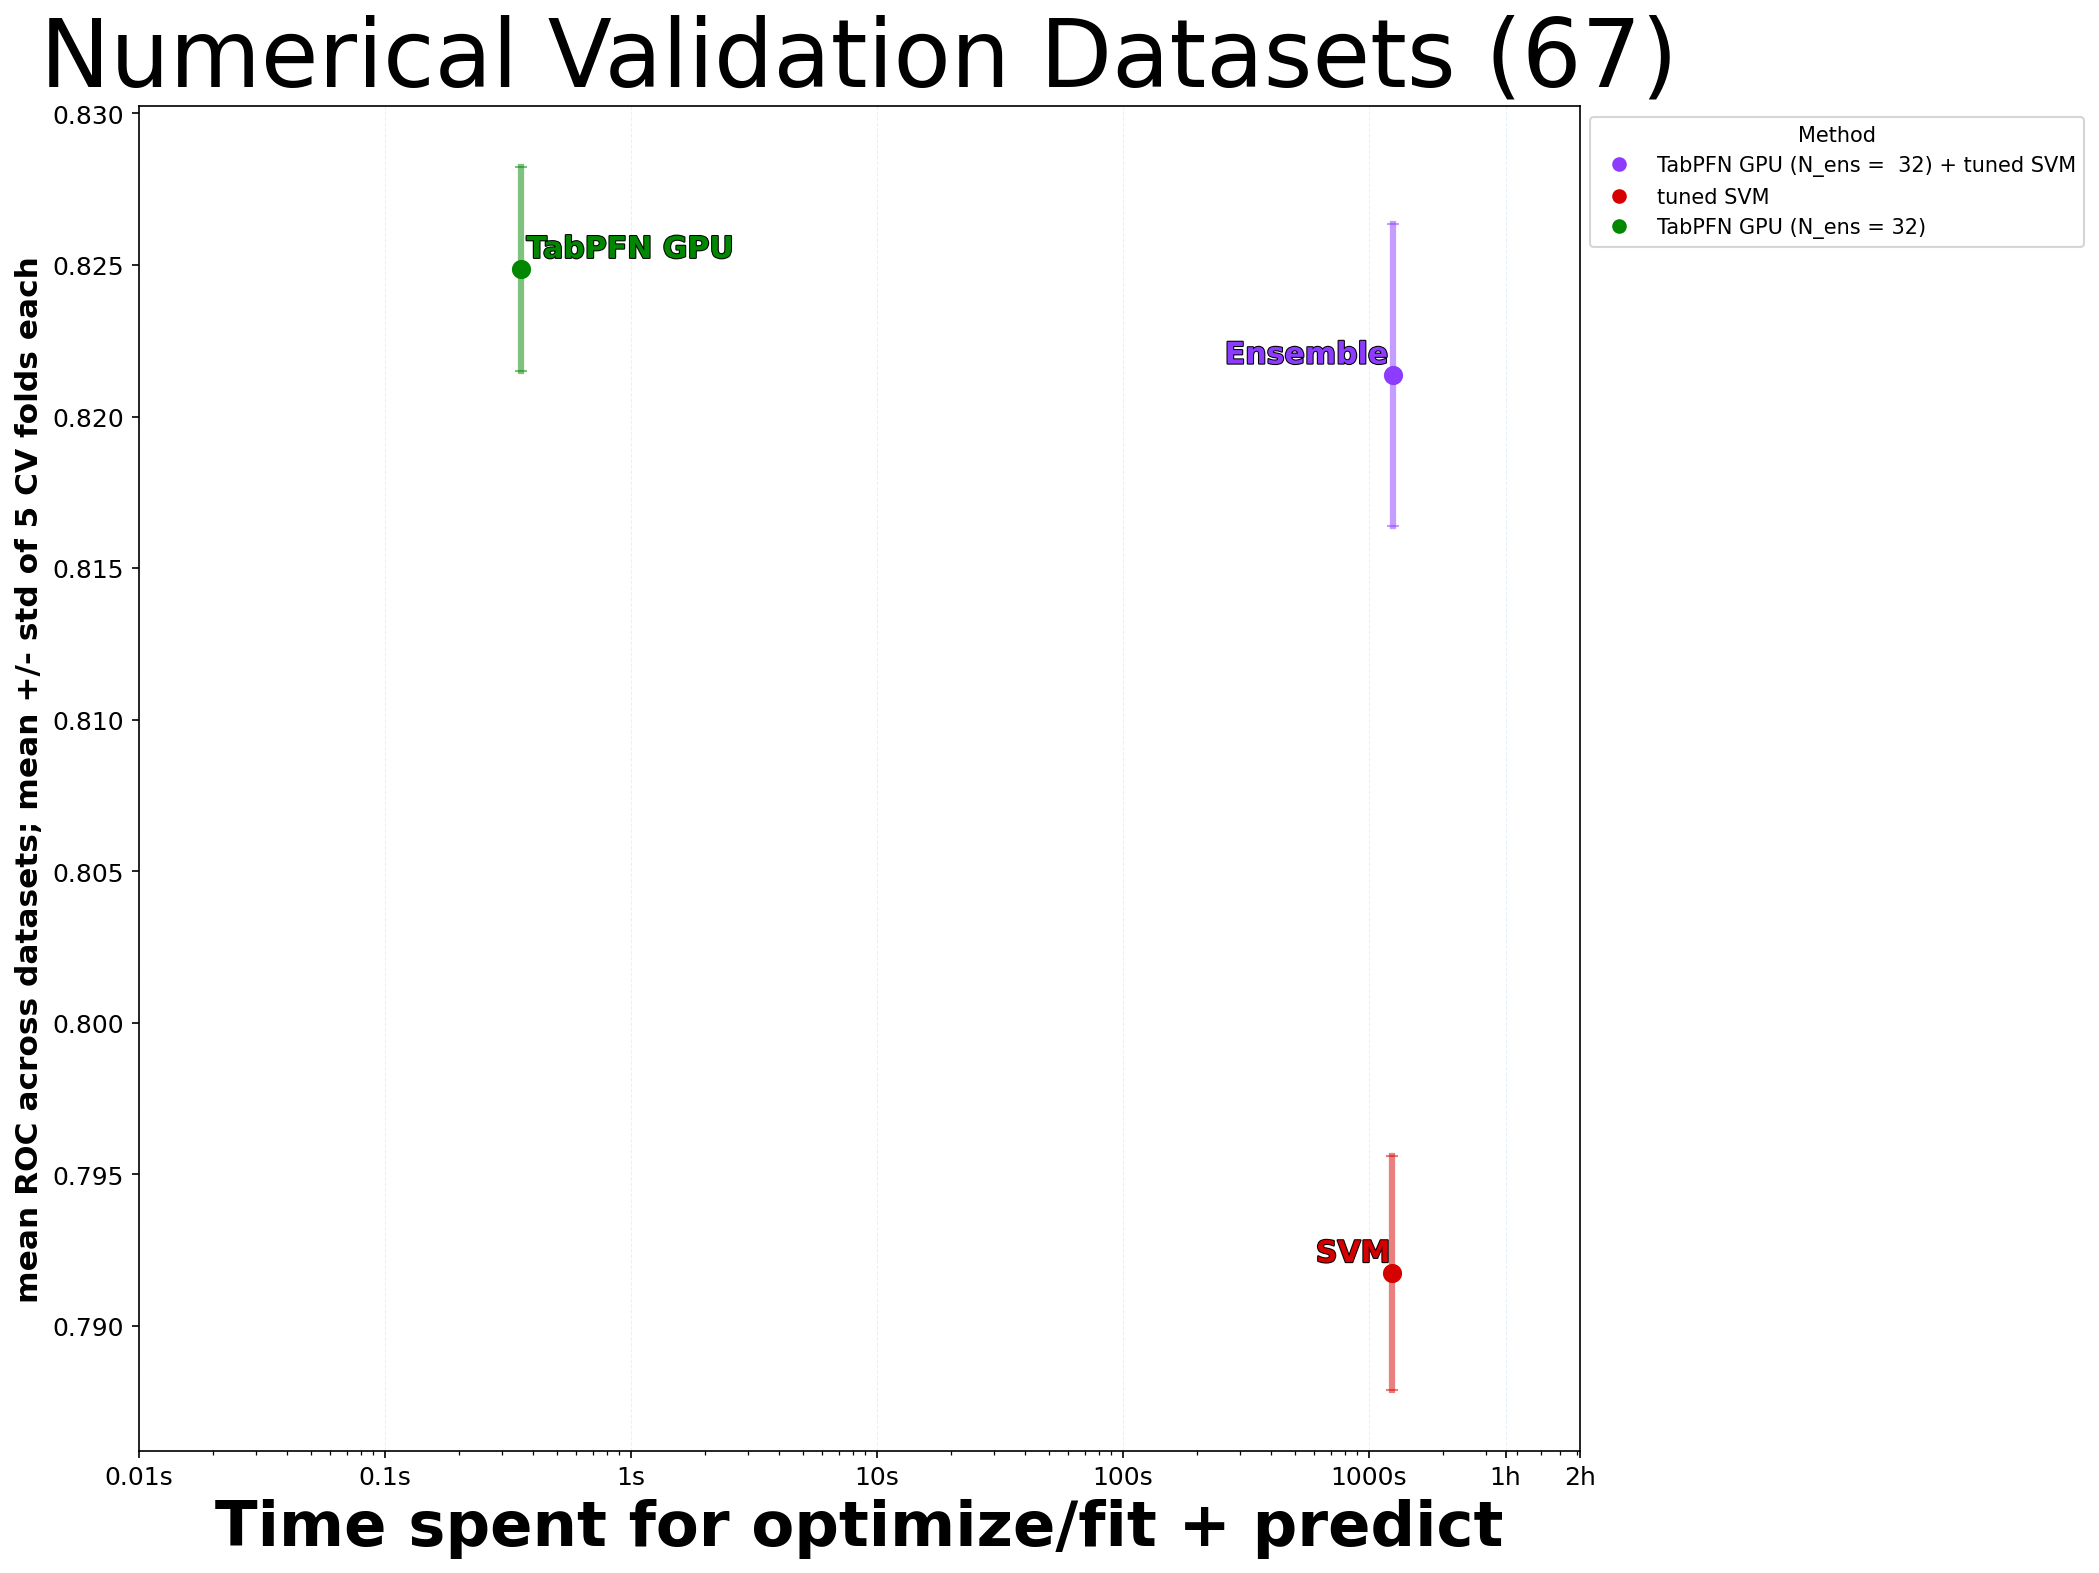 Numerical Validation Datasets (67)
mean ROC across datasets; mean +/- std of 5 CV folds each
0.830
0.825
0.820
0.815
0.810
0.805
0.800
0.795
0.790
TabPFN GPU
Ensemble
SVM
Method
TabPFN GPU (N_ens =  32) + tuned SVM
tuned SVM
TabPFN GPU (N_ens = 32)
0.01s 0.1s 1s 10s 100s 1000s 1h 2h
Time spent for optimize/fit + predict